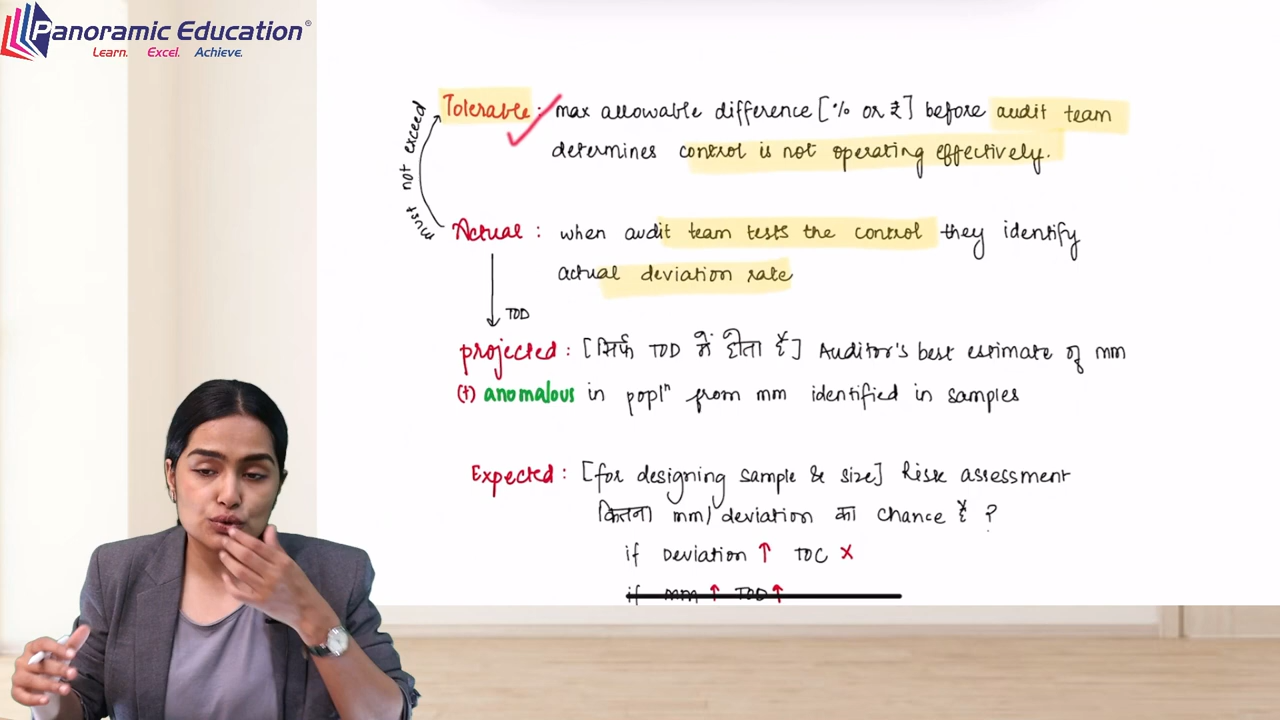 Panoramic Education®
Learn. Excel. Achieve.
Tolerable : max allowable difference [% or ₹] before audit team
determines control is not operating effectively.
must not exceed
Actual : when audit team tests the control they identify
actual deviation rate
TOD
projected : [सिर्फ TOD में होता है] Auditor's best estimate of mm
(+) anomalous in popln from mm identified in samples
Expected : [for designing sample & size] Risk assessment
कितना mm/deviation का chance है ?
if Deviation ↑ TOC ×
if mm ↑ TOD ↑